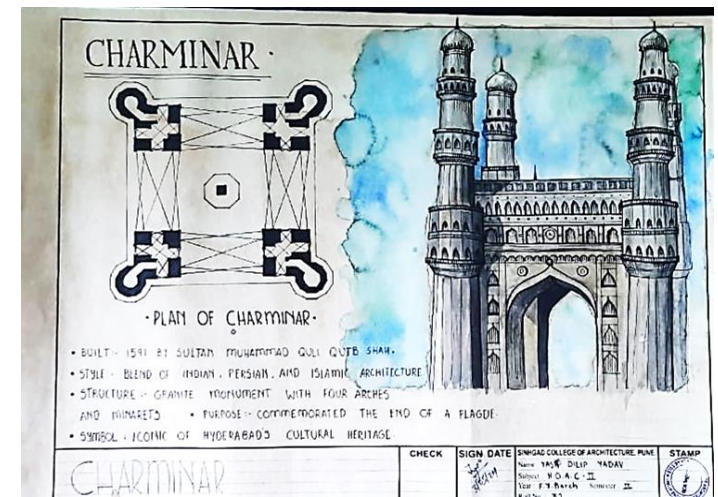 CHARMINAR.
• PLAN OF CHARMINAR •
• BUILT:- 1591 BY SULTAN MUHAMMAD QULI QUTB SHAH.
• STYLE - BLEND OF INDIAN, PERSIAN, AND ISLAMIC ARCHITECTURE
• STRUCTURE :- GRANITE MONUMENT WITH FOUR ARCHES
AND MINARETS • PURPOSE :- COMMEMORATED THE END OF A PLAGUE.
• SYMBOL : ICONIC OF HYDERABAD'S CULTURAL HERITAGE.
CHARMINAR
CHECK
SIGN DATE
SINHGAD COLLEGE OF ARCHITECTURE, PUNE
Name YASH DILIP YADAV
Subject H.O.A.C - II
Year F.Y. Barch Semester II
Roll No.
STAMP